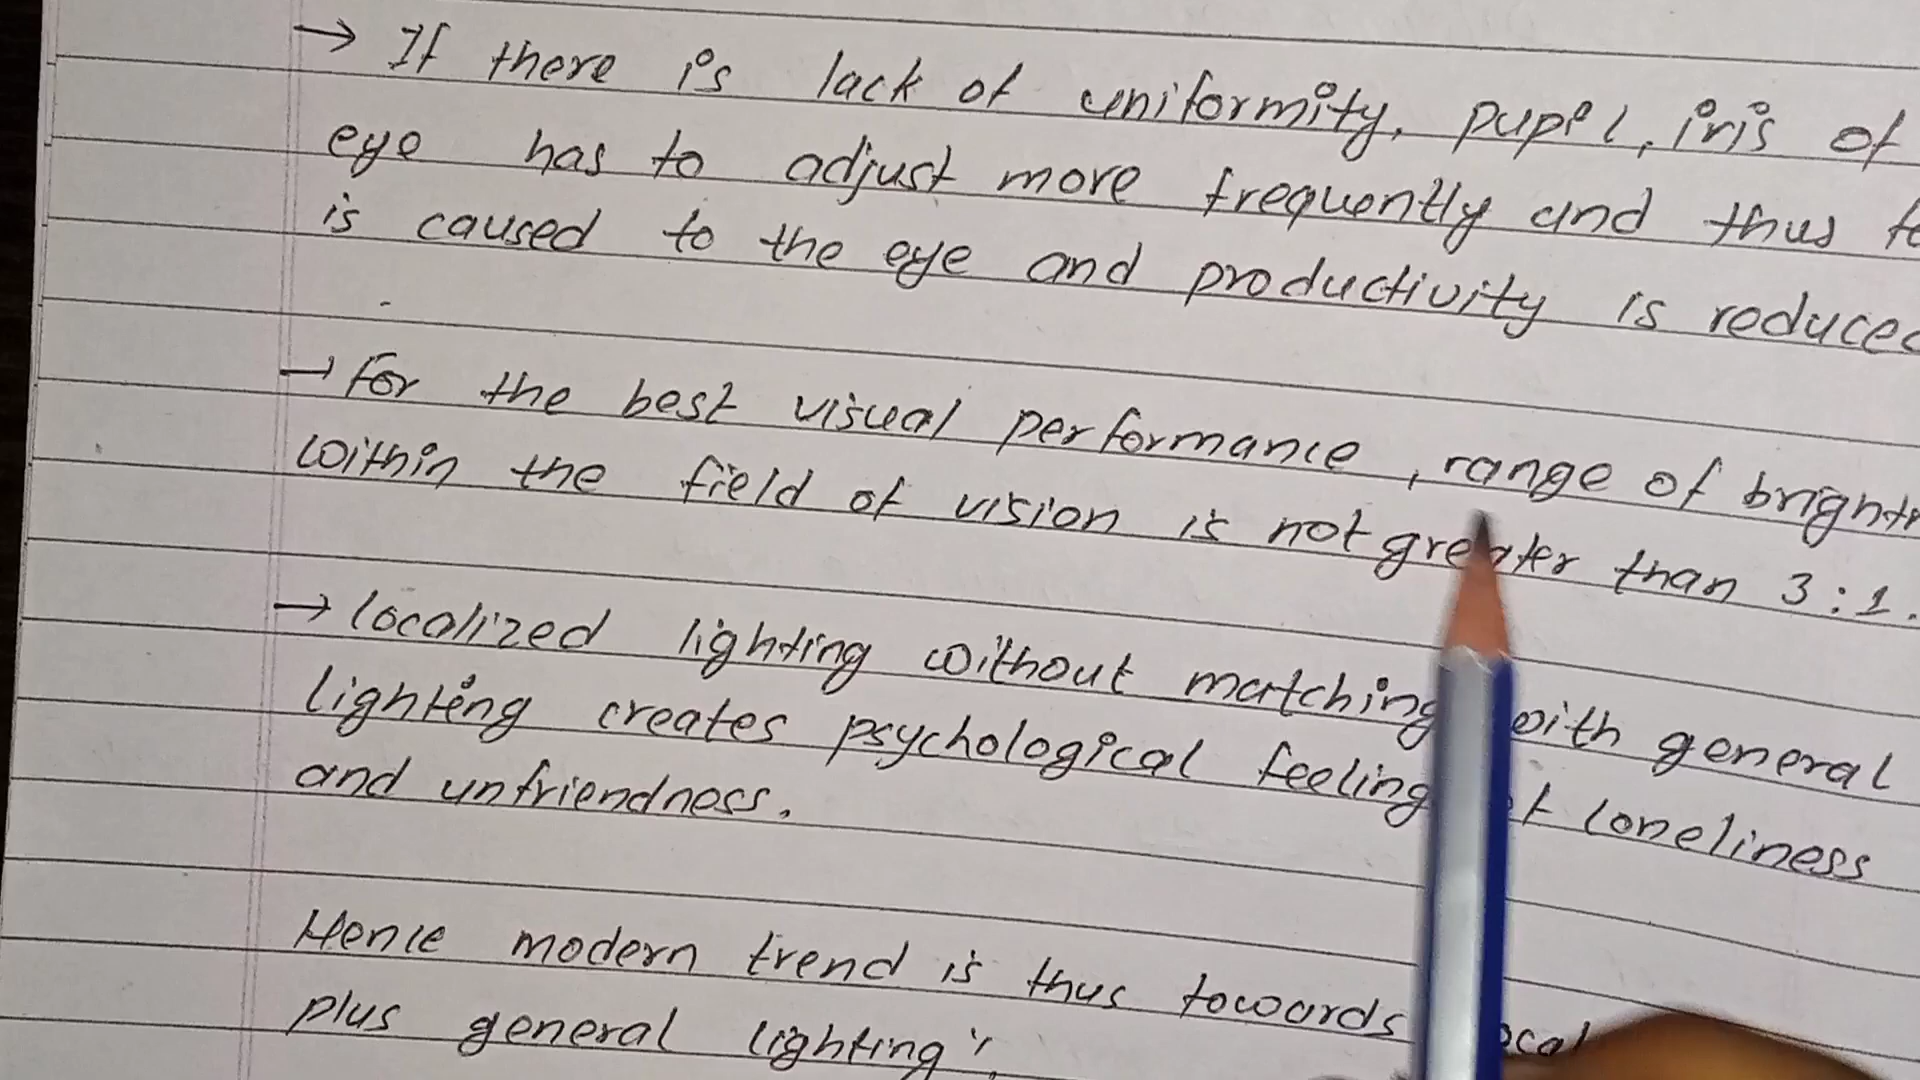 → If there is lack of uniformity, pupil, iris of
eye has to adjust more frequently and thus
is caused to the eye and productivity is reduced
→ For the best visual performance, range of
within the field of vision is not greater than 3:1.
→ localized lighting without matching with general
lighting creates psychological feeling of loneliness
and unfriendness.
Hence modern trend is thus towards local
plus general lighting".